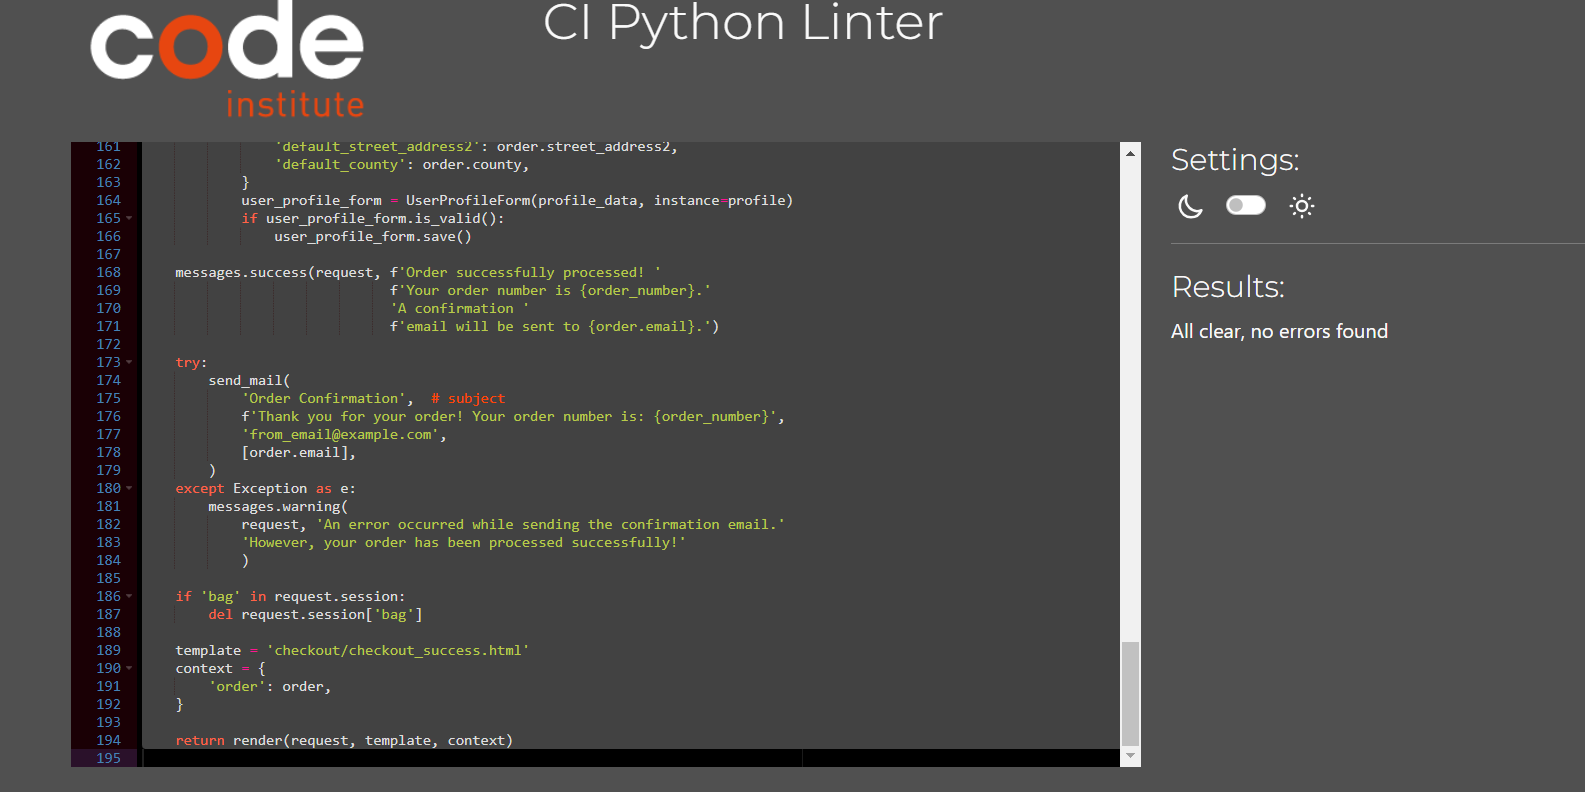 code
institute
CI Python Linter
161 'default_street_address2': order.street_address2,
162 'default_county': order.county,
163 }
164 user_profile_form = UserProfileForm(profile_data, instance=profile)
165 if user_profile_form.is_valid():
166 user_profile_form.save()
167
168 messages.success(request, f'Order successfully processed! '
169 f'Your order number is {order_number}.'
170 'A confirmation '
171 f'email will be sent to {order.email}.')
172
173 try:
174 send_mail(
175 'Order Confirmation',  # subject
176 f'Thank you for your order! Your order number is: {order_number}',
177 'from_email@example.com',
178 [order.email],
179 )
180 except Exception as e:
181 messages.warning(
182 request, 'An error occurred while sending the confirmation email.'
183 'However, your order has been processed successfully!'
184 )
185
186 if 'bag' in request.session:
187 del request.session['bag']
188
189 template = 'checkout/checkout_success.html'
190 context = {
191 'order': order,
192 }
193
194 return render(request, template, context)
195
Settings:
Results:
All clear, no errors found